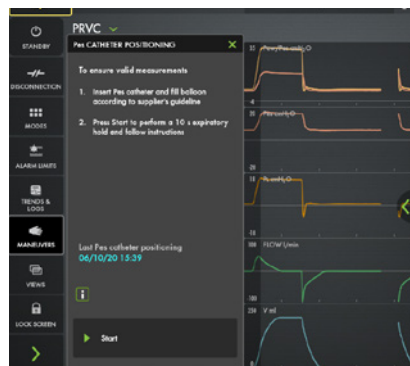 PRVC
Pes CATHETER POSITIONING
STANDBY
To ensure valid measurements
DISCONNECTION
1. Insert Pes catheter and fill balloon
according to supplier's guideline
2. Press Start to perform a 10 s expiratory
hold and follow instructions
MODES
ALARM LIMITS
TRENDS &
LOGS
MANEUVERS
Last Pes catheter positioning
06/10/20 15:39
VIEWS
LOCK SCREEN
Start
FLOW l/min
V ml